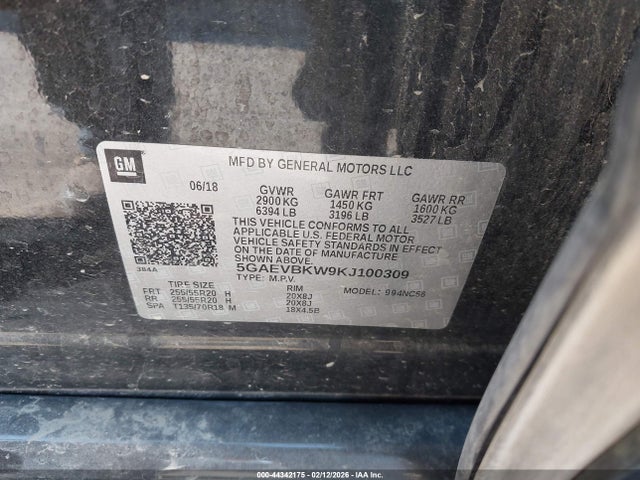 GM
MFD BY GENERAL MOTORS LLC
06/18 GVWR GAWR FRT GAWR RR
2900 KG 1450 KG 1600 KG
6394 LB 3196 LB 3527 LB
THIS VEHICLE CONFORMS TO ALL
APPLICABLE U.S. FEDERAL MOTOR
VEHICLE SAFETY STANDARDS IN EFFECT
ON THE DATE OF MANUFACTURE
SHOWN ABOVE.
5GAEVBKW9KJ100309
384A TYPE: M.P.V MODEL: 994NC56
TIRE SIZE RIM
FRT 255/55R20 H 20X8J
RR 255/55R20 H 20X8J
SPA T135/70R18 M 18X4.5B
000-44342175 - 02/12/2026 - IAA Inc.